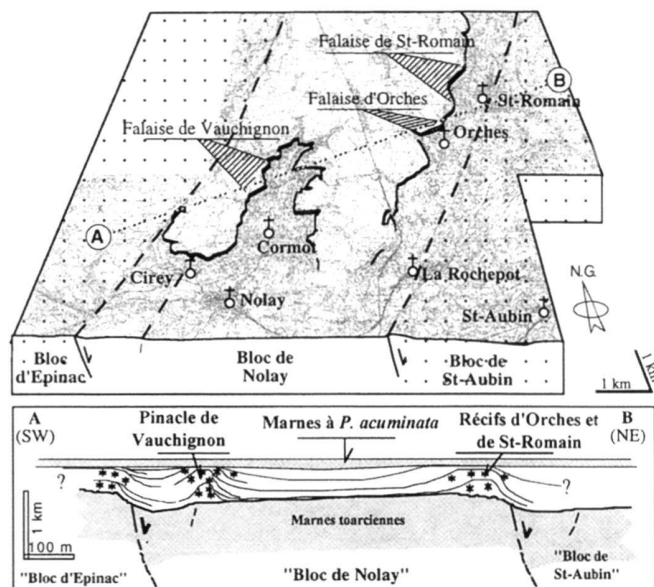 Falaise de St-Romain
B
St-Romain
Falaise d'Orches
Orches
Falaise de Vauchignon
A
Cormot
Cirey
La Rochepot
Nolay
N.G.
St-Aubin
Bloc
d'Epinac
Bloc de
Nolay
Bloc de
St-Aubin
1 km
1 km
A
(SW)
Pinacle de
Vauchignon
Marnes à P. acuminata
Récifs d'Orches et
de St-Romain
B
(NE)
?
?
1 km
100 m
Marnes toarciennes
"Bloc d'Epinac"
"Bloc de Nolay"
"Bloc de
St-Aubin"